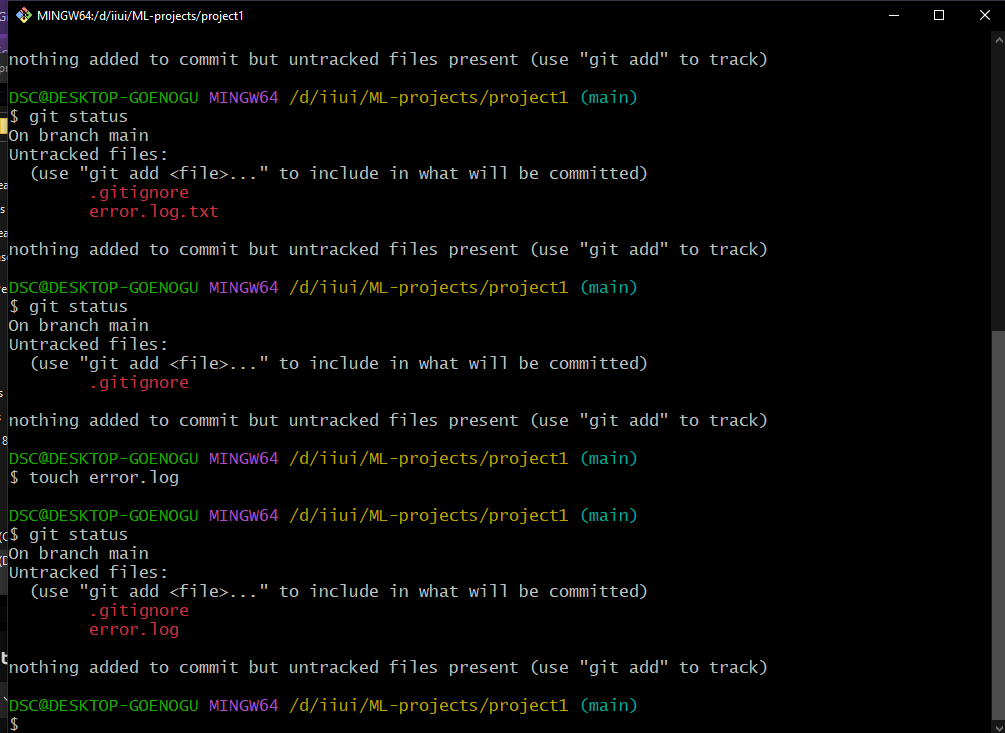 MINGW64:/d/iiui/ML-projects/project1
nothing added to commit but untracked files present (use "git add" to track)
DSC@DESKTOP-GOENOGU MINGW64 /d/iiui/ML-projects/project1 (main)
$ git status
On branch main
Untracked files:
(use "git add <file>..." to include in what will be committed)
.gitignore
error.log.txt
nothing added to commit but untracked files present (use "git add" to track)
DSC@DESKTOP-GOENOGU MINGW64 /d/iiui/ML-projects/project1 (main)
$ git status
On branch main
Untracked files:
(use "git add <file>..." to include in what will be committed)
.gitignore
nothing added to commit but untracked files present (use "git add" to track)
DSC@DESKTOP-GOENOGU MINGW64 /d/iiui/ML-projects/project1 (main)
$ touch error.log
DSC@DESKTOP-GOENOGU MINGW64 /d/iiui/ML-projects/project1 (main)
$ git status
On branch main
Untracked files:
(use "git add <file>..." to include in what will be committed)
.gitignore
error.log
nothing added to commit but untracked files present (use "git add" to track)
DSC@DESKTOP-GOENOGU MINGW64 /d/iiui/ML-projects/project1 (main)
$